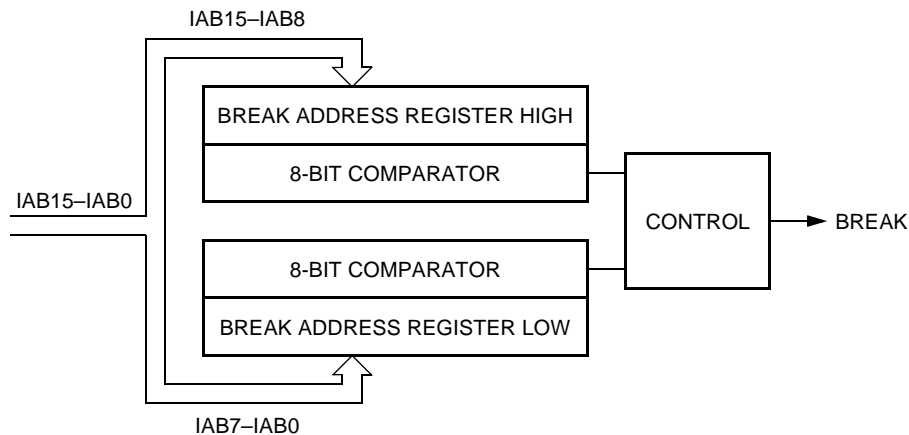 IAB15–IAB8
BREAK ADDRESS REGISTER HIGH
8-BIT COMPARATOR
IAB15–IAB0
CONTROL
BREAK
8-BIT COMPARATOR
BREAK ADDRESS REGISTER LOW
IAB7–IAB0